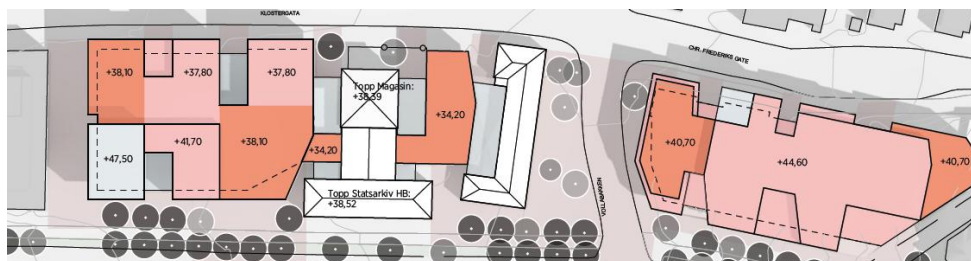 KLOSTERGATA
CHR. FREDERIKS GATE
+38,10
+37,80
+37,80
Topp Magasin:
+38,39
+34,20
+40,70
+44,60
+40,70
+47,50
+41,70
+38,10
+34,20
Topp Statsarkiv HB:
+38,52
VOLLABAKKEN